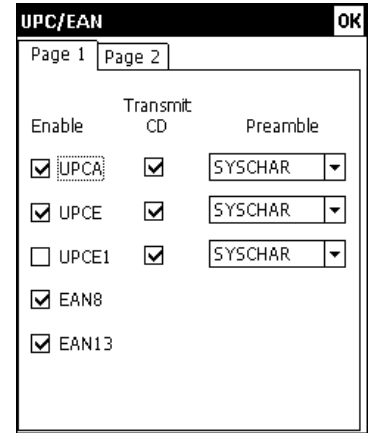 UPC/EAN OK
Page 1 Page 2
Transmit
Enable CD Preamble
UPCA SYSCHAR
UPCE SYSCHAR
UPCE1 SYSCHAR
EAN8
EAN13